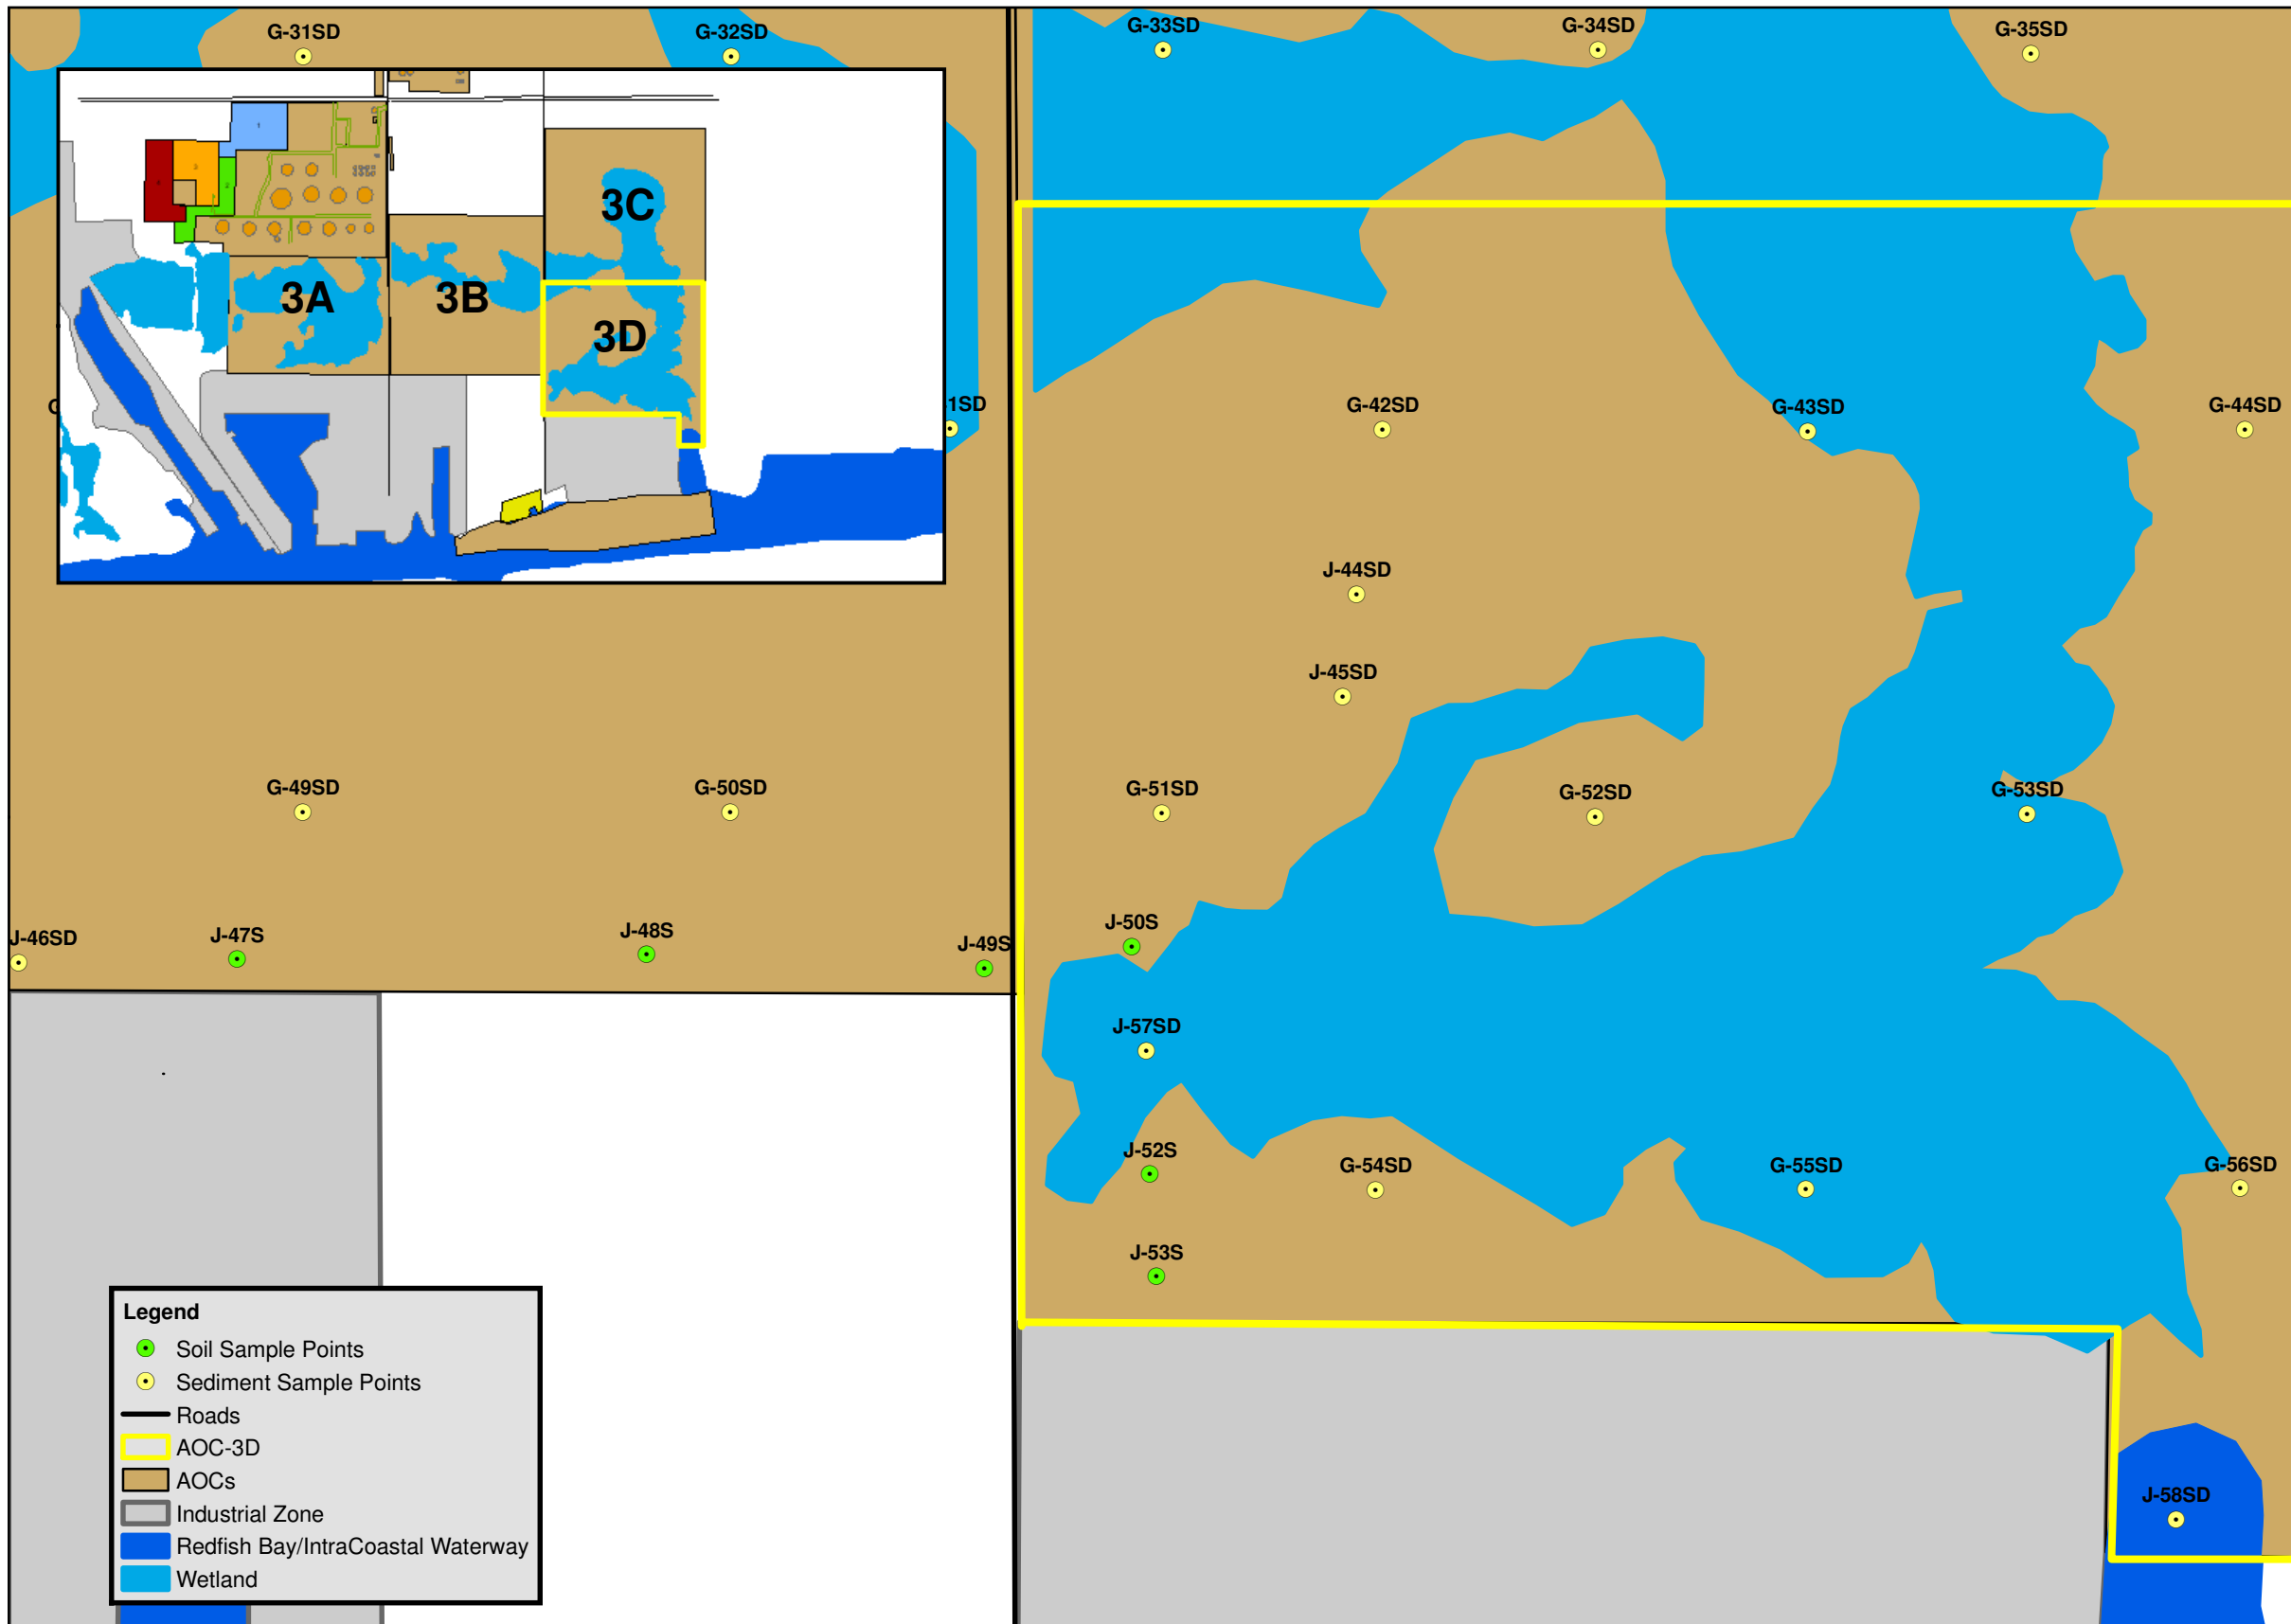 G-31SD
G-32SD
G-33SD
G-34SD
G-35SD
3C
3A
3B
3D
G-42SD
G-43SD
G-44SD
J-44SD
J-45SD
G-49SD
G-50SD
G-51SD
G-52SD
G-53SD
J-46SD
J-47S
J-48S
J-49S
J-50S
J-57SD
J-52S
G-54SD
G-55SD
G-56SD
J-53S
J-58SD
Legend
Soil Sample Points
Sediment Sample Points
Roads
AOC-3D
AOCs
Industrial Zone
Redfish Bay/IntraCoastal Waterway
Wetland